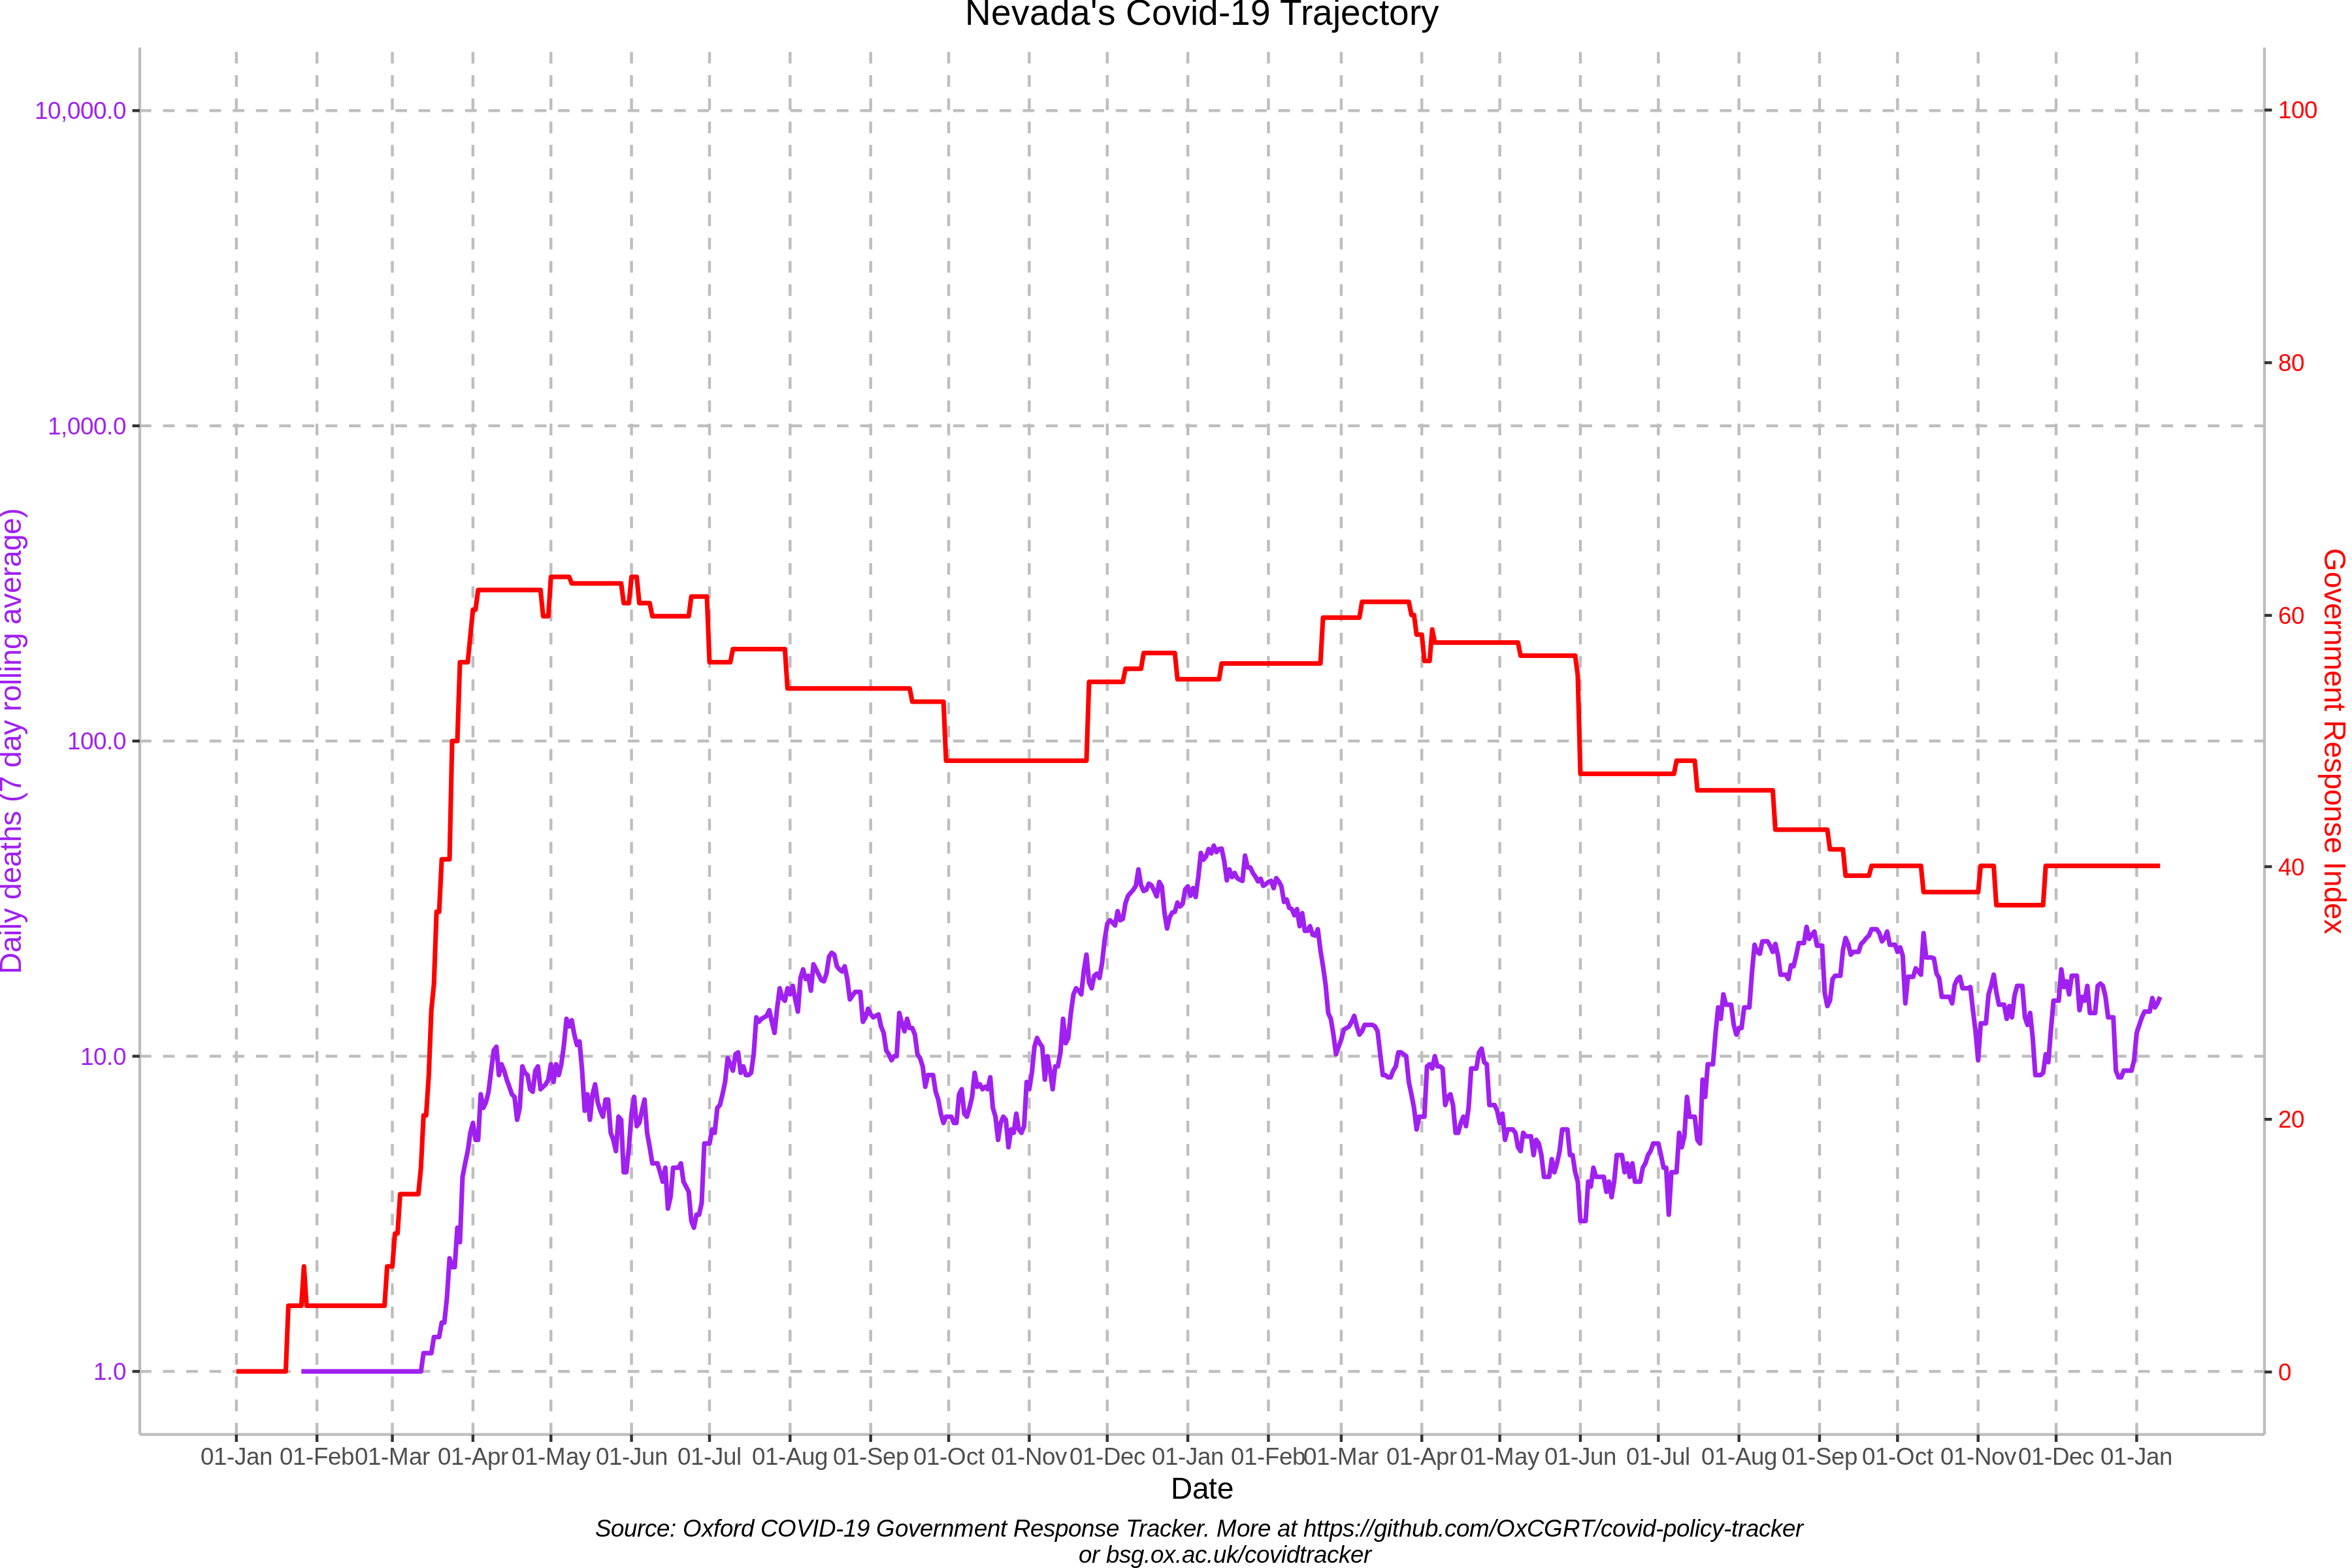 Nevada's Covid-19 Trajectory
10,000.0
1,000.0
100.0
10.0
1.0
Daily deaths (7 day rolling average)
100
80
60
40
20
0
Government Response Index
01-Jan 01-Feb 01-Mar 01-Apr 01-May 01-Jun 01-Jul 01-Aug 01-Sep 01-Oct 01-Nov 01-Dec 01-Jan 01-Feb 01-Mar 01-Apr 01-May 01-Jun 01-Jul 01-Aug 01-Sep 01-Oct 01-Nov 01-Dec 01-Jan
Date
Source: Oxford COVID-19 Government Response Tracker. More at https://github.com/OxCGRT/covid-policy-tracker
or bsg.ox.ac.uk/covidtracker